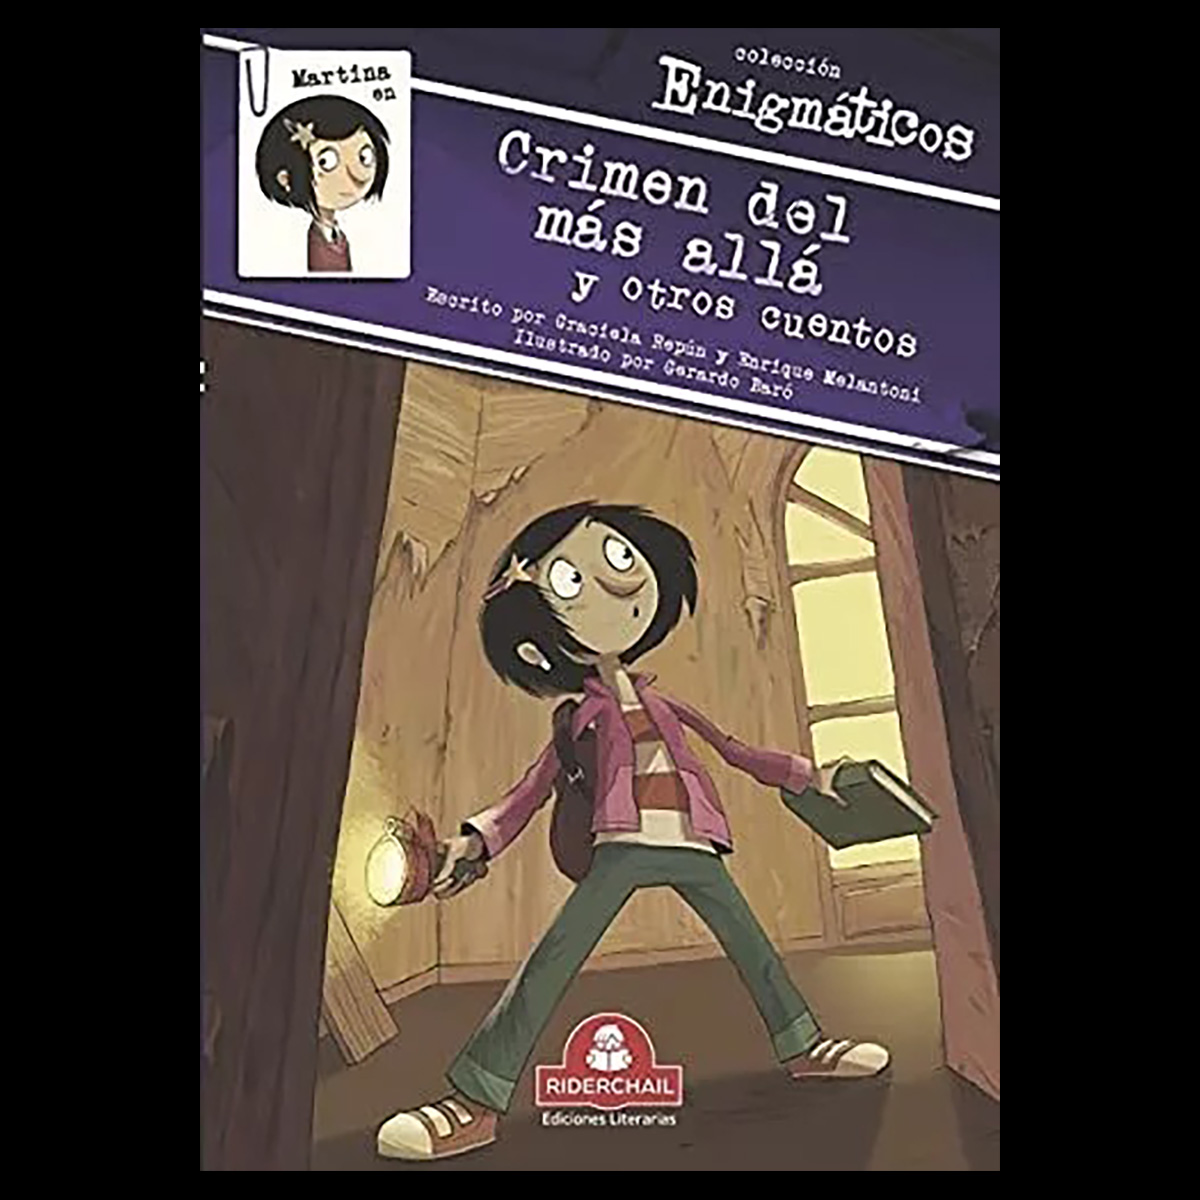 colección
Enigmáticos
Martina
en
Crimen del
más allá
y otros cuentos
Escrito por Graciela Repún y Enrique Melantoni
Ilustrado por Gerardo Baró
RIDERCHAIL
Ediciones Literarias